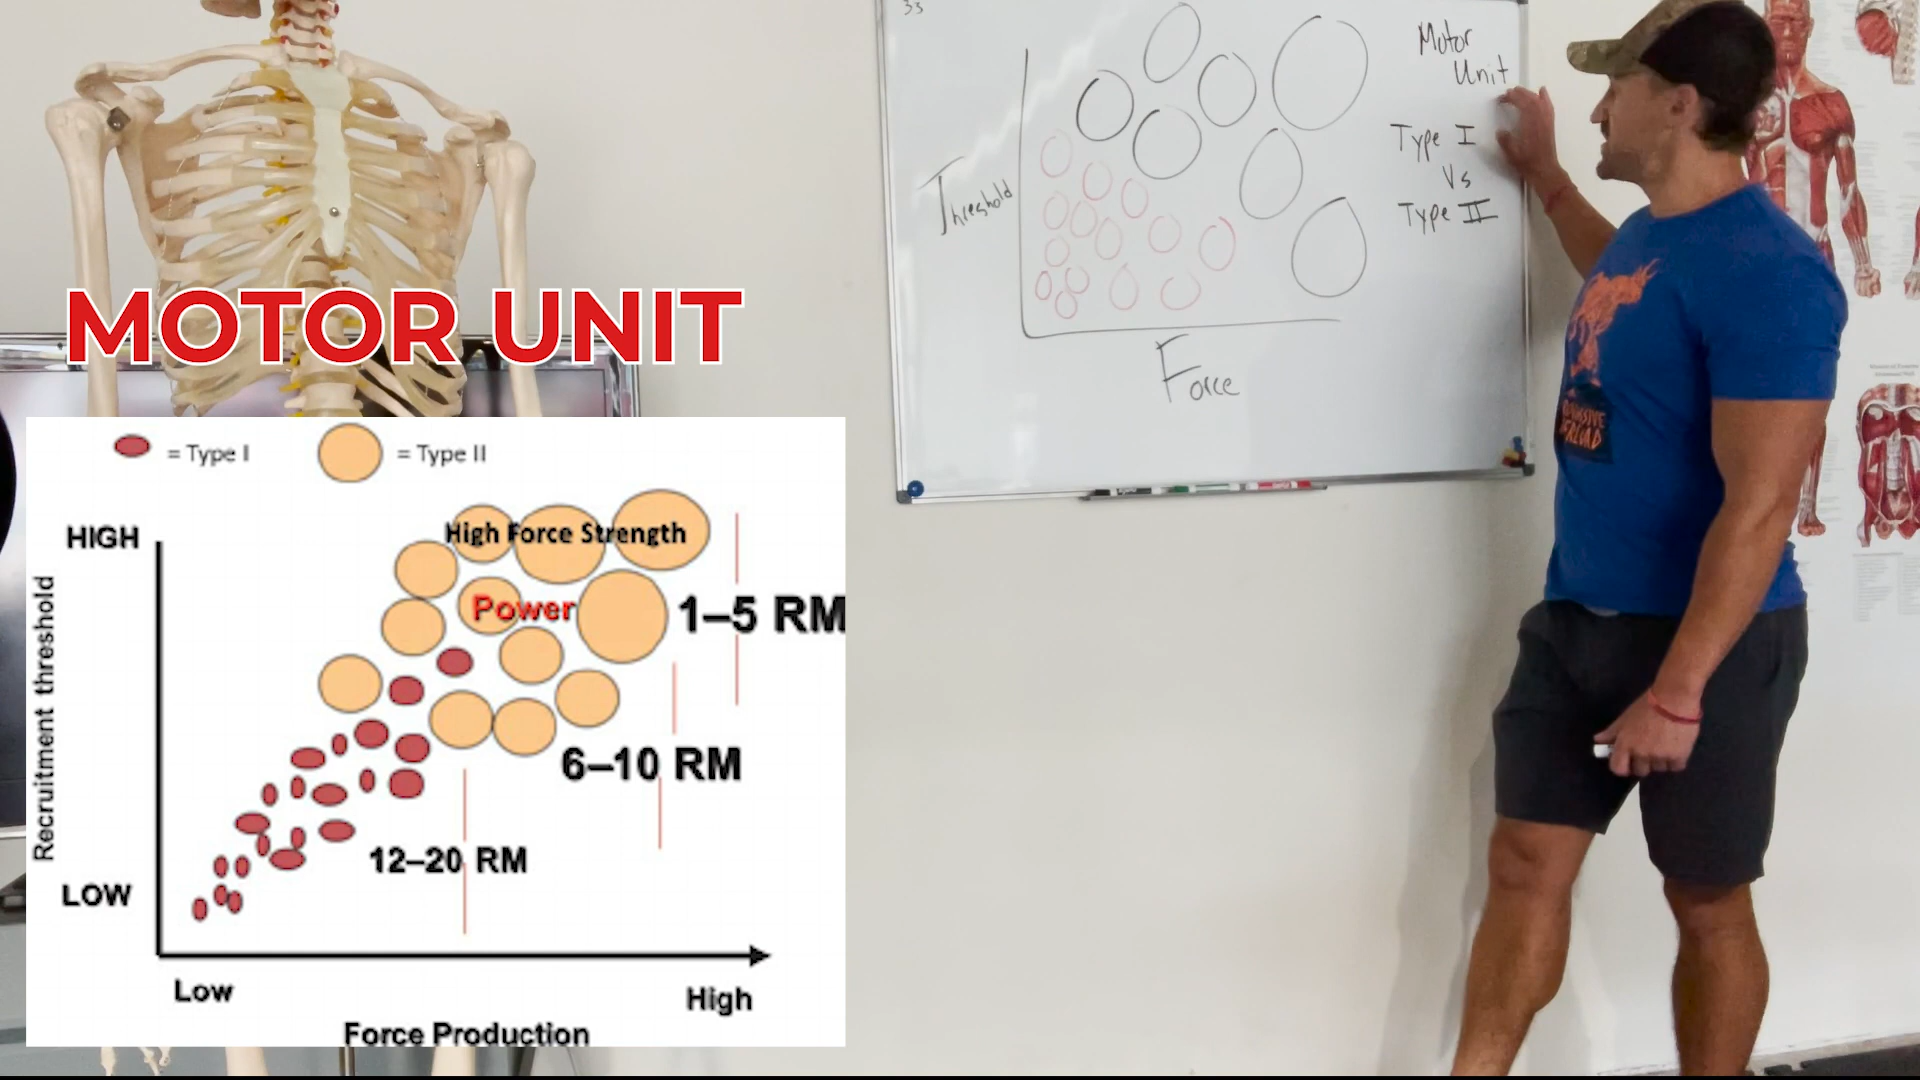 33
Motor
Unit
Type I
Vs
Type II
Threshold
Force
MOTOR UNIT
= Type I
= Type II
HIGH
High Force Strength
Power
1–5 RM
6–10 RM
12–20 RM
Recruitment threshold
LOW
Low
High
Force Production